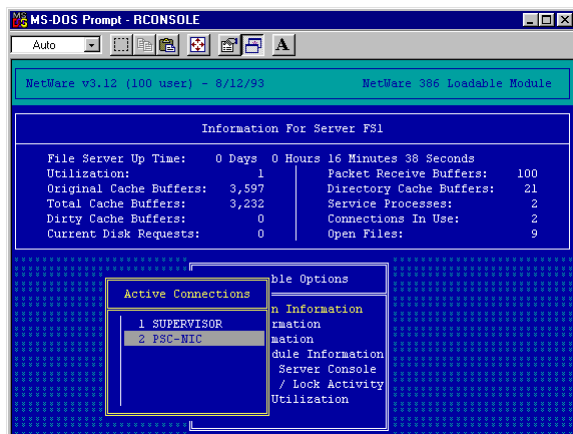 MS-DOS Prompt - RCONSOLE
Auto
A
NetWare v3.12 (100 user) - 8/12/93 NetWare 386 Loadable Module
Information For Server FS1
File Server Up Time: 0 Days 0 Hours 16 Minutes 38 Seconds
Utilization: 1 Packet Receive Buffers: 100
Original Cache Buffers: 3,597 Directory Cache Buffers: 21
Total Cache Buffers: 3,232 Service Processes: 2
Dirty Cache Buffers: 0 Connections In Use: 2
Current Disk Requests: 0 Open Files: 9
ble Options
Active Connections
n Information
1 SUPERVISOR rmation
2 PSC-NIC mation
dule Information
Server Console
/ Lock Activity
Utilization